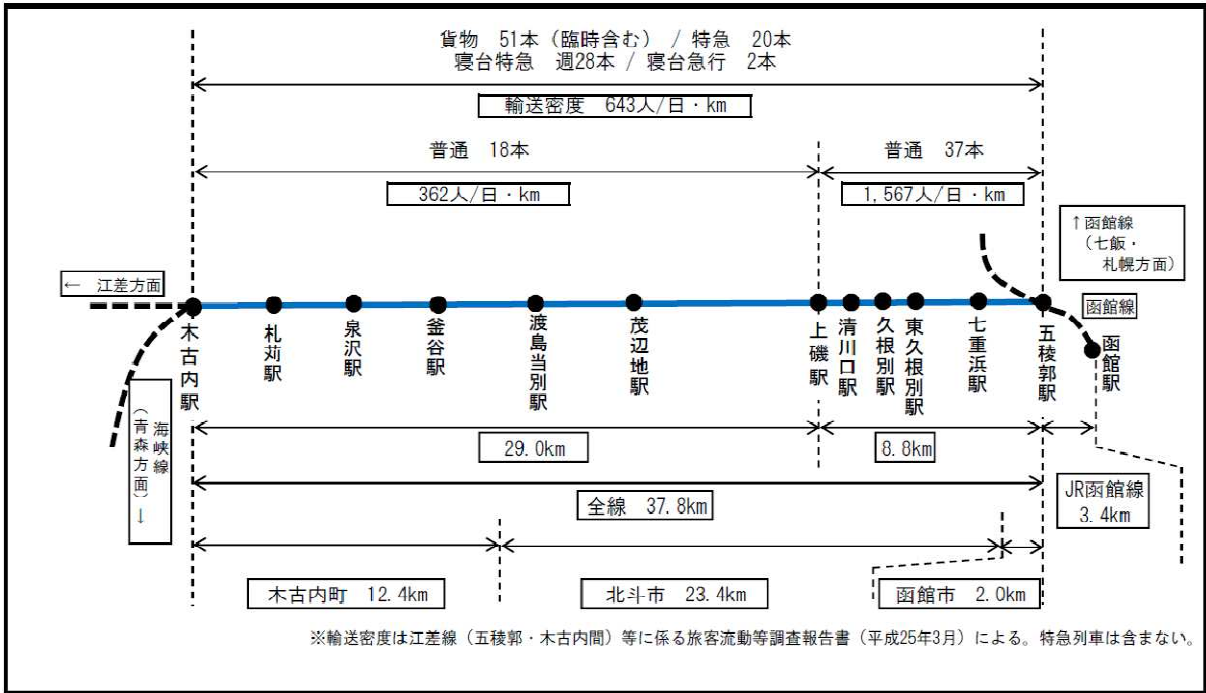 貨物 51本（臨時含む） / 特急 20本
寝台特急 週28本 / 寝台急行 2本
輸送密度 643人/日・km
普通 18本
普通 37本
362人/日・km
1,567人/日・km
↑函館線
（七飯・
札幌方面）
← 江差方面
函館線
木古内駅
札苅駅
泉沢駅
釜谷駅
渡島当別駅
茂辺地駅
上磯駅
清川口駅
久根別駅
東久根別駅
七重浜駅
五稜郭駅
函館駅
海峡線
（青森方面）↓
29.0km
8.8km
全線 37.8km
JR函館線
3.4km
木古内町 12.4km
北斗市 23.4km
函館市 2.0km
※輸送密度は江差線（五稜郭・木古内間）等に係る旅客流動等調査報告書（平成25年3月）による。特急列車は含まない。